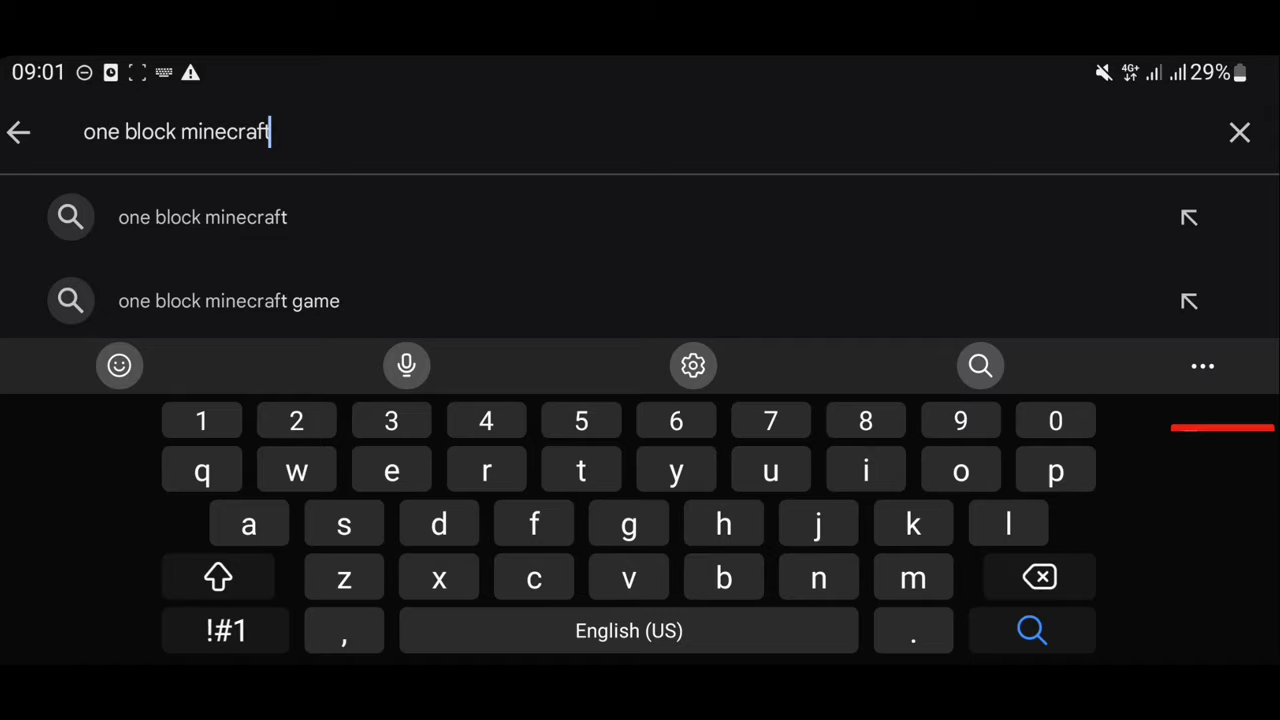 09:01 4G+ 29%
one block minecraft
one block minecraft
one block minecraft game
1 2 3 4 5 6 7 8 9 0
q w e r t y u i o p
a s d f g h j k l
z x c v b n m
!#1 , English (US) .